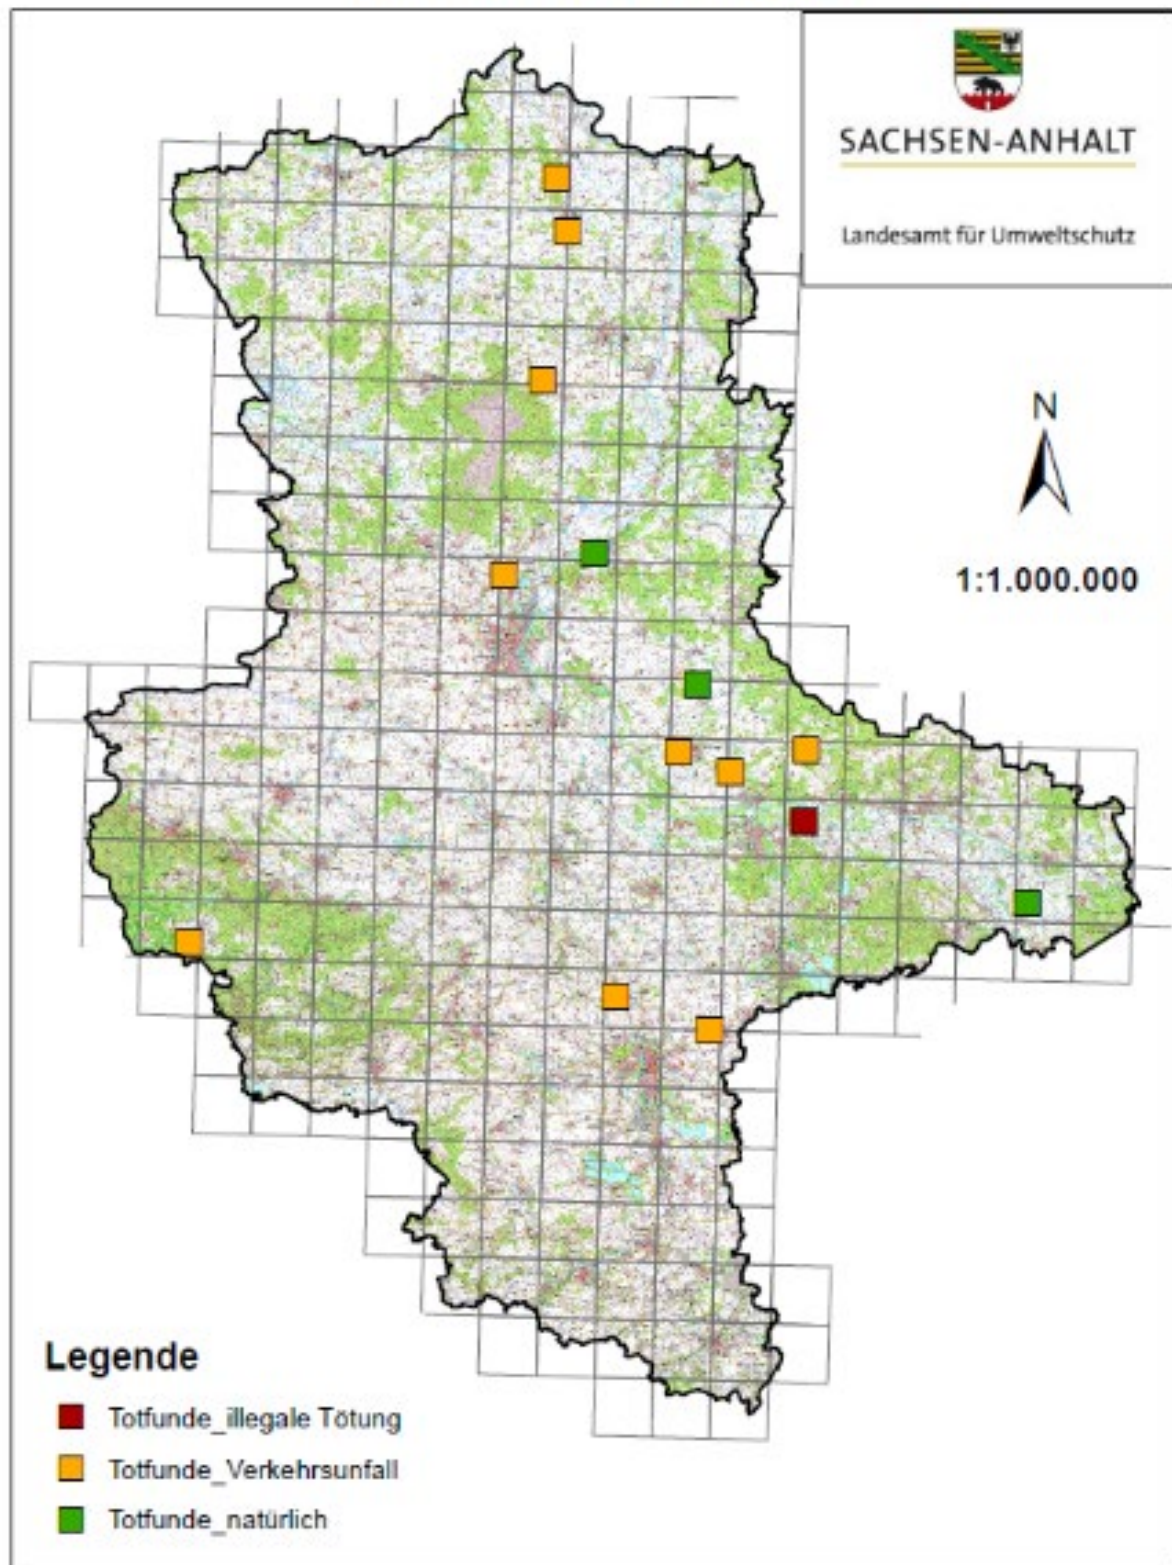 SACHSEN-ANHALT
Landesamt für Umweltschutz
N
1:1.000.000
Legende
Totfunde_illegale Tötung
Totfunde_Verkehrsunfall
Totfunde_natürlich